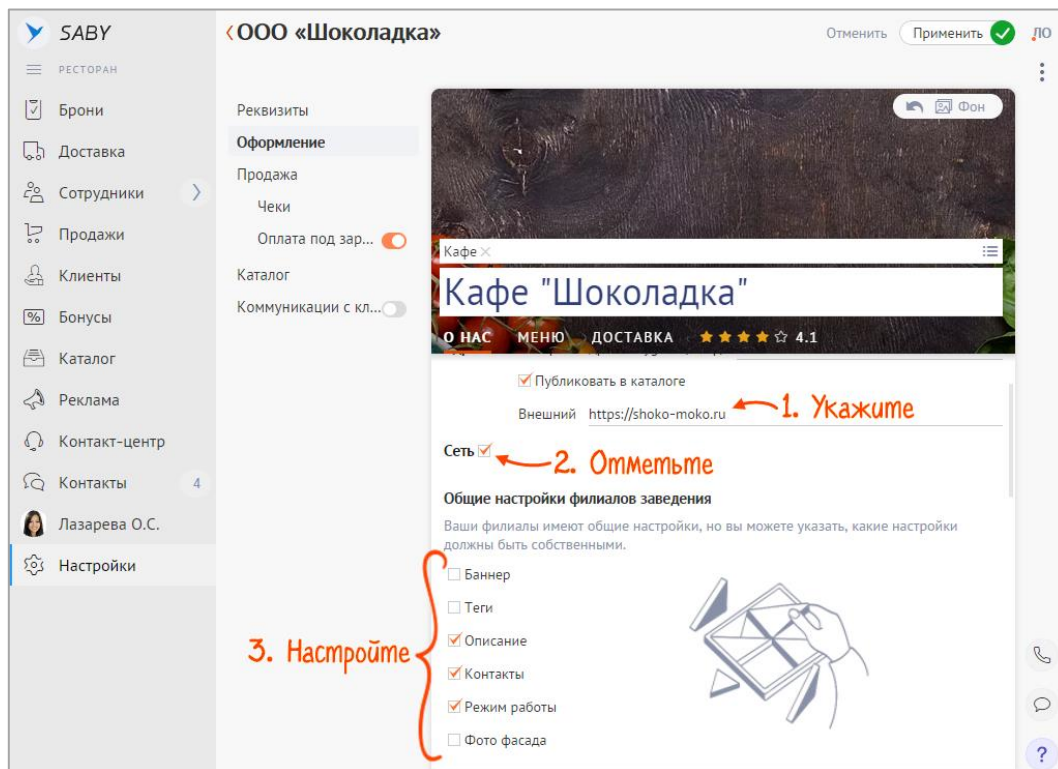 SABY
РЕСТОРАН
Брони
Доставка
Сотрудники
Продажи
Клиенты
Бонусы
Каталог
Реклама
Контакт-центр
Контакты 4
Лазарева О.С.
Настройки
ООО «Шоколадка»
Отменить Применить ЛО
Реквизиты
Оформление
Продажа
Чеки
Оплата под зар...
Каталог
Коммуникации с кл...
Фон
Кафе
Кафе "Шоколадка"
О НАС МЕНЮ ДОСТАВКА 4.1
Публиковать в каталоге
Внешний https://shoko-moko.ru 1. Укажите
Сеть 2. Отметьте
Общие настройки филиалов заведения
Ваши филиалы имеют общие настройки, но вы можете указать, какие настройки
должны быть собственными.
Баннер
Теги
3. Настройте
Описание
Контакты
Режим работы
Фото фасада
?